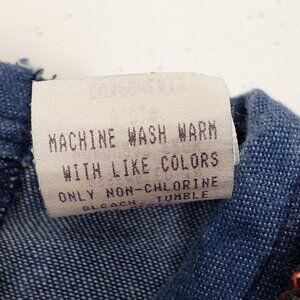 MACHINE WASH WARM
WITH LIKE COLORS
ONLY NON-CHLORINE
BLEACH. TUMBLE